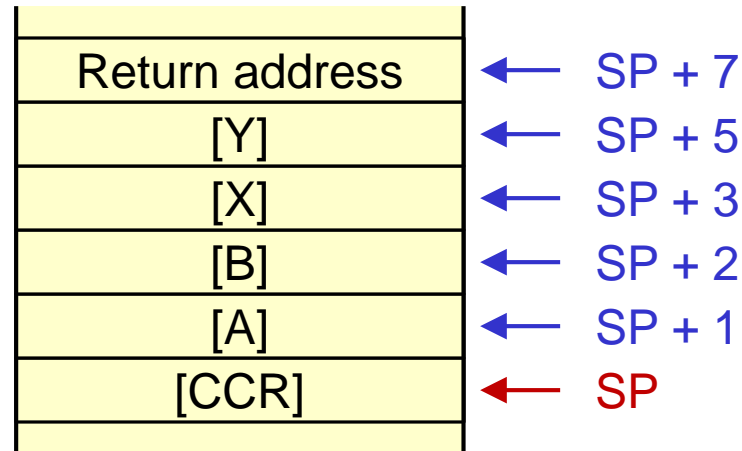 Return address SP + 7
[Y] SP + 5
[X] SP + 3
[B] SP + 2
[A] SP + 1
[CCR] SP